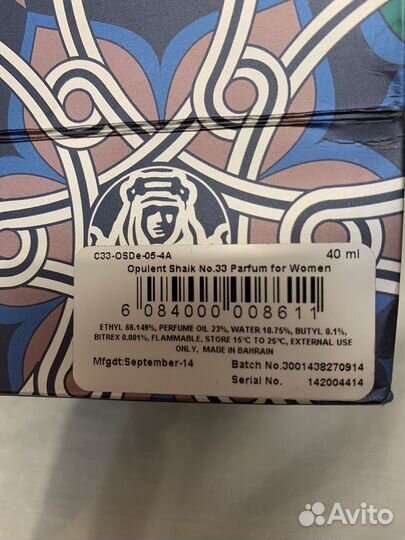 C33-OSDe-05-4A 40 ml
Opulent Shaik No.33 Parfum for Women
6 084000 008611
ETHYL 66.149%, PERFUME OIL 23%, WATER 10.75%, BUTYL 0.1%,
BITREX 0.001%, FLAMMABLE, STORE 15°C TO 25°C, EXTERNAL USE
ONLY, MADE IN BAHRAIN
Mfgdt:September-14 Batch No.3001438270914
Serial No. 142004414
Avito